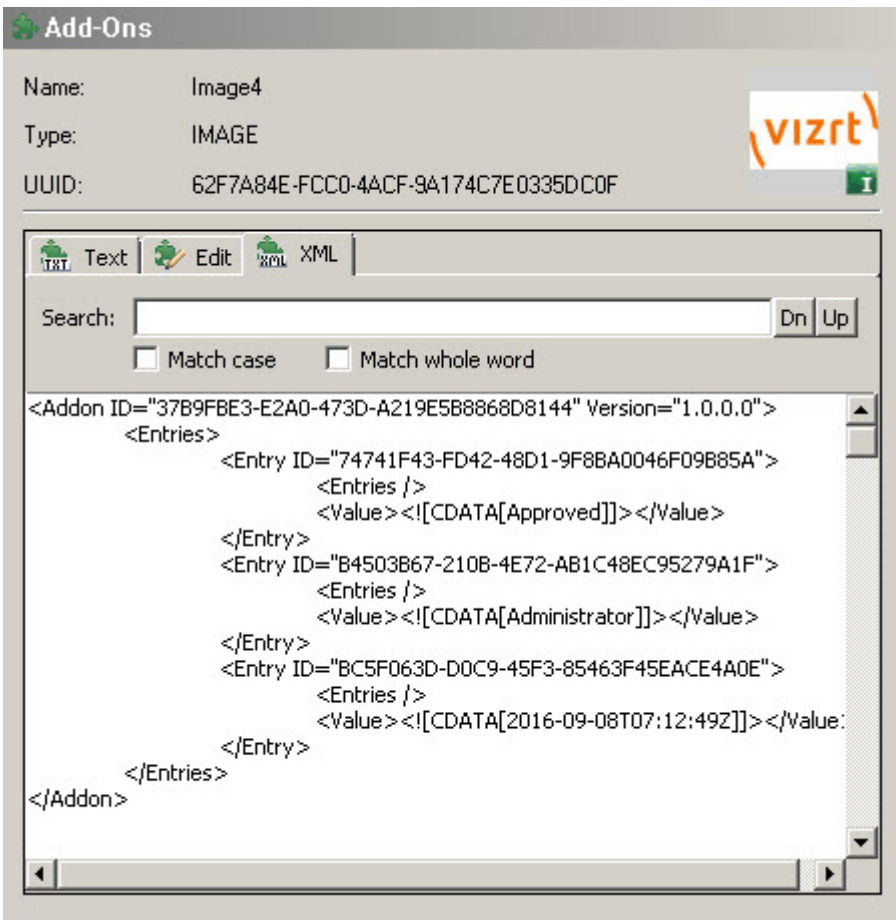 Add-Ons
Name: Image4
Type: IMAGE
UUID: 62F7A84E-FCC0-4ACF-9A174C7E0335DC0F
vizrt
I
TXT Text Edit XML XML
Search: Dn Up
Match case Match whole word
<Addon ID="37B9FBE3-E2A0-473D-A219E5B8868D8144" Version="1.0.0.0">
<Entries>
<Entry ID="74741F43-FD42-48D1-9F8BA0046F09B85A">
<Entries />
<Value><![CDATA[Approved]]></Value>
</Entry>
<Entry ID="B4503B67-210B-4E72-AB1C48EC95279A1F">
<Entries />
<Value><![CDATA[Administrator]]></Value>
</Entry>
<Entry ID="BC5F063D-D0C9-45F3-85463F45EACE4A0E">
<Entries />
<Value><![CDATA[2016-09-08T07:12:49Z]]></Value>
</Entry>
</Entries>
</Addon>